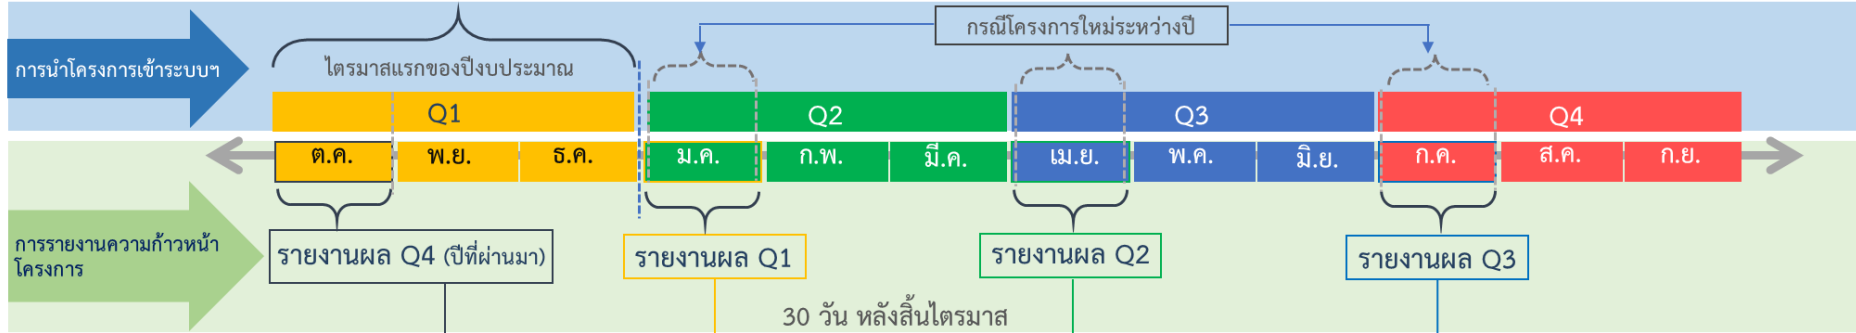 กรณีโครงการใหม่ระหว่างปี
การนำโครงการเข้าระบบฯ
ไตรมาสแรกของปีงบประมาณ
Q1 Q2 Q3 Q4
ต.ค. พ.ย. ธ.ค. ม.ค. ก.พ. มี.ค. เม.ย. พ.ค. มิ.ย. ก.ค. ส.ค. ก.ย.
การรายงานความก้าวหน้า
โครงการ
รายงานผล Q4 (ปีที่ผ่านมา)
รายงานผล Q1
รายงานผล Q2
รายงานผล Q3
30 วัน หลังสิ้นไตรมาส